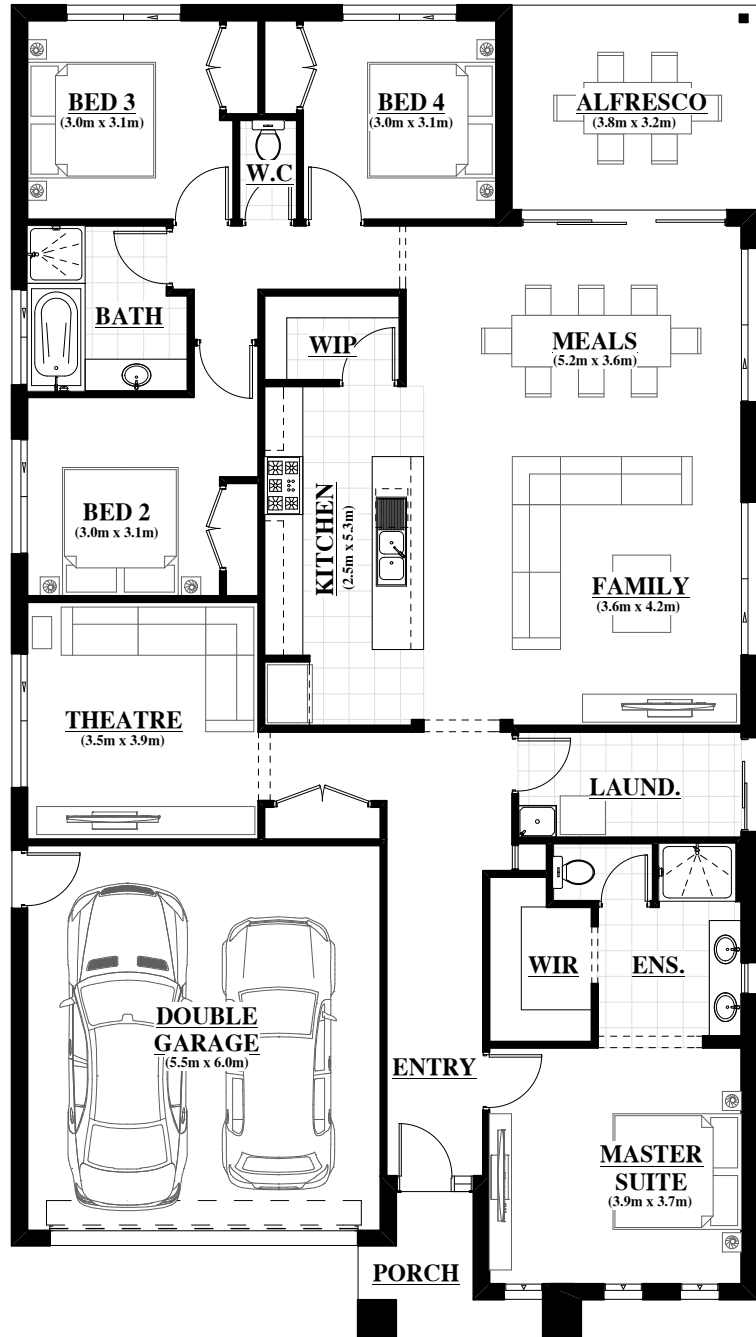 BED 3
(3.0m x 3.1m)
BED 4
(3.0m x 3.1m)
ALFRESCO
(3.8m x 3.2m)
W.C
BATH
WIP
MEALS
(5.2m x 3.6m)
BED 2
(3.0m x 3.1m)
KITCHEN
(2.5m x 5.3m)
FAMILY
(3.6m x 4.2m)
THEATRE
(3.5m x 3.9m)
LAUND.
WIR
ENS.
DOUBLE
GARAGE
(5.5m x 6.0m)
ENTRY
MASTER
SUITE
(3.9m x 3.7m)
PORCH